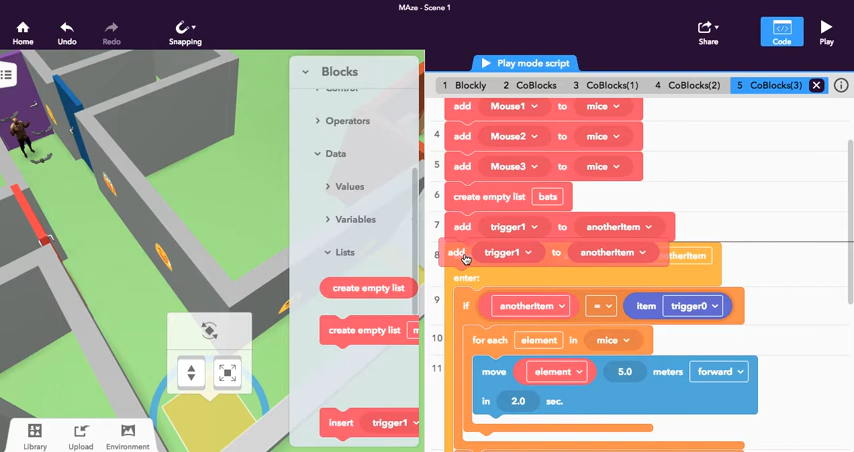 MAze - Scene 1
Home Undo Redo Snapping Share Code Play
Play mode script
1 Blockly 2 CoBlocks 3 CoBlocks(1) 4 CoBlocks(2) 5 CoBlocks(3)
Blocks
Control
Operators
Data
Values
Variables
Lists
create empty list
create empty list
insert trigger1
add Mouse1 to mice
4 add Mouse2 to mice
5 add Mouse3 to mice
6 create empty list bats
7 add trigger1 to anotherItem
8 add trigger1 to anotherItem
enter:
9 if anotherItem = item trigger0
10 for each element in mice
11 move element 5.0 meters forward
in 2.0 sec.
Library Upload Environment